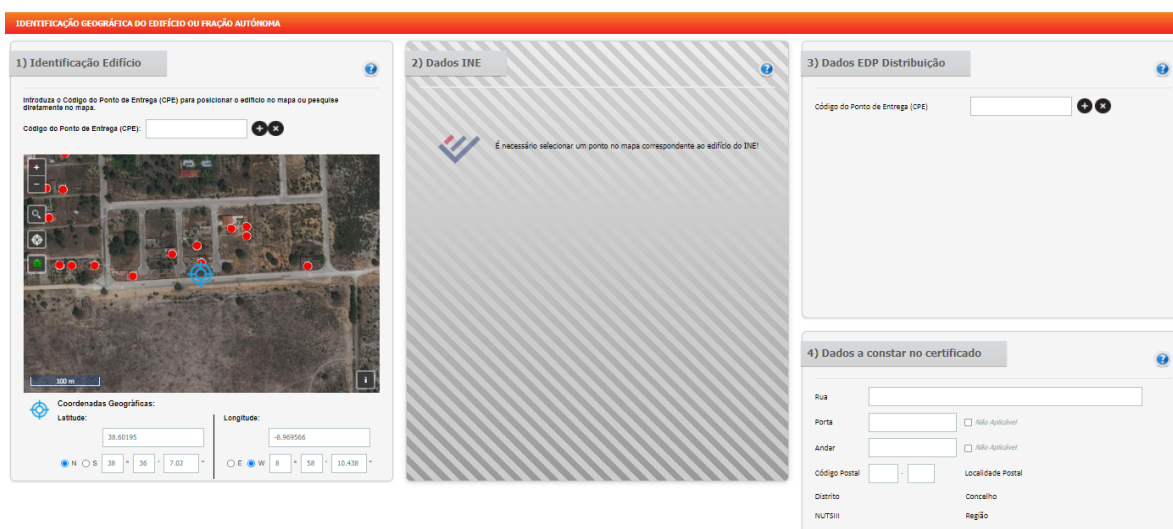 IDENTIFICAÇÃO GEOGRÁFICA DO EDIFÍCIO OU FRAÇÃO AUTÓNOMA
1) Identificação Edifício
?
Introduza o Código do Ponto de Entrega (CPE) para posicionar o edifício no mapa ou pesquise
diretamente no mapa.
Código do Ponto de Entrega (CPE):
+
−
100 m
i
Coordenadas Geográficas:
Latitude:
Longitude:
38.60195
-8.969566
N S 38 ° 36 ' 7.02 "
E W 8 ° 58 ' 10.438 "
2) Dados INE
?
É necessário selecionar um ponto no mapa correspondente ao edifício do INE!
3) Dados EDP Distribuição
?
Código do Ponto de Entrega (CPE)
4) Dados a constar no certificado
?
Rua
Porta
Não Aplicável
Andar
Não Aplicável
Código Postal - Localidade Postal
Distrito Concelho
NUTSIII Região